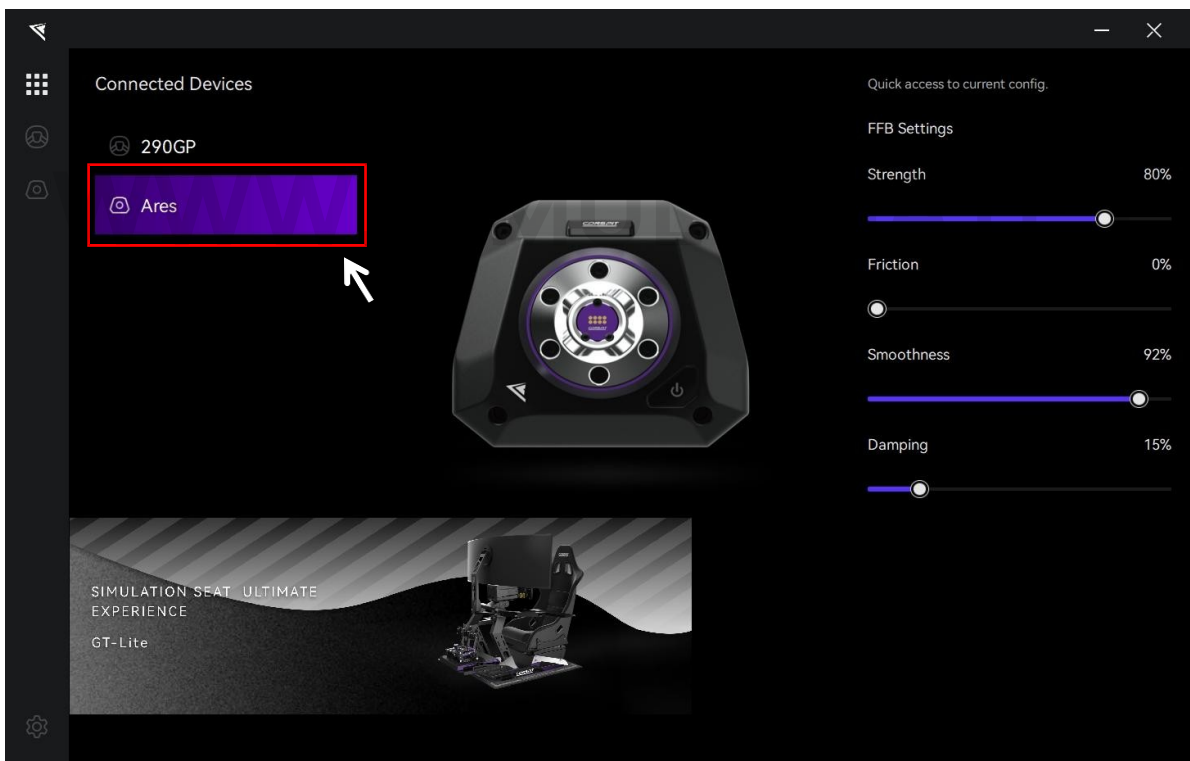 Connected Devices
290GP
Ares
Quick access to current config.
FFB Settings
Strength 80%
Friction 0%
Smoothness 92%
Damping 15%
SIMULATION SEAT ULTIMATE
EXPERIENCE
GT-Lite